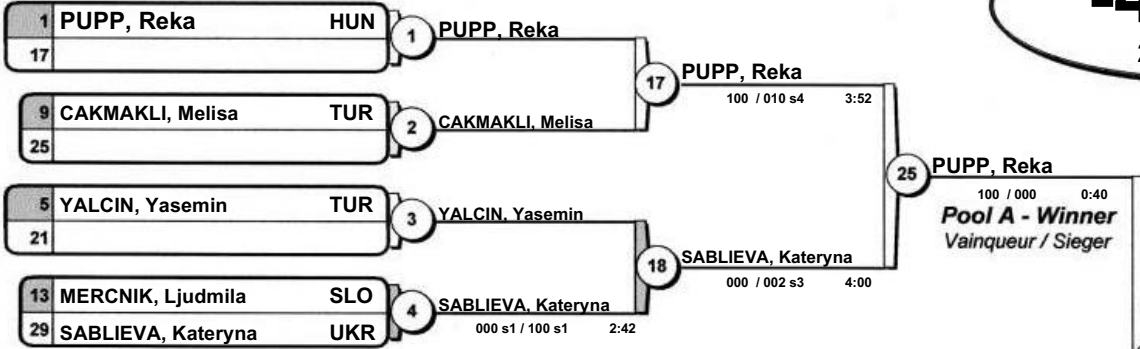 1 PUPP, Reka HUN
17
1 PUPP, Reka
9 CAKMAKLI, Melisa TUR
25
2 CAKMAKLI, Melisa
17 PUPP, Reka
100 / 010 s4 3:52
5 YALCIN, Yasemin TUR
21
3 YALCIN, Yasemin
13 MERCNIK, Ljudmila SLO
29 SABLIEVA, Kateryna UKR
4 SABLIEVA, Kateryna
000 s1 / 100 s1 2:42
18 SABLIEVA, Kateryna
000 / 002 s3 4:00
25 PUPP, Reka
100 / 000 0:40
Pool A - Winner
Vainqueur / Sieger